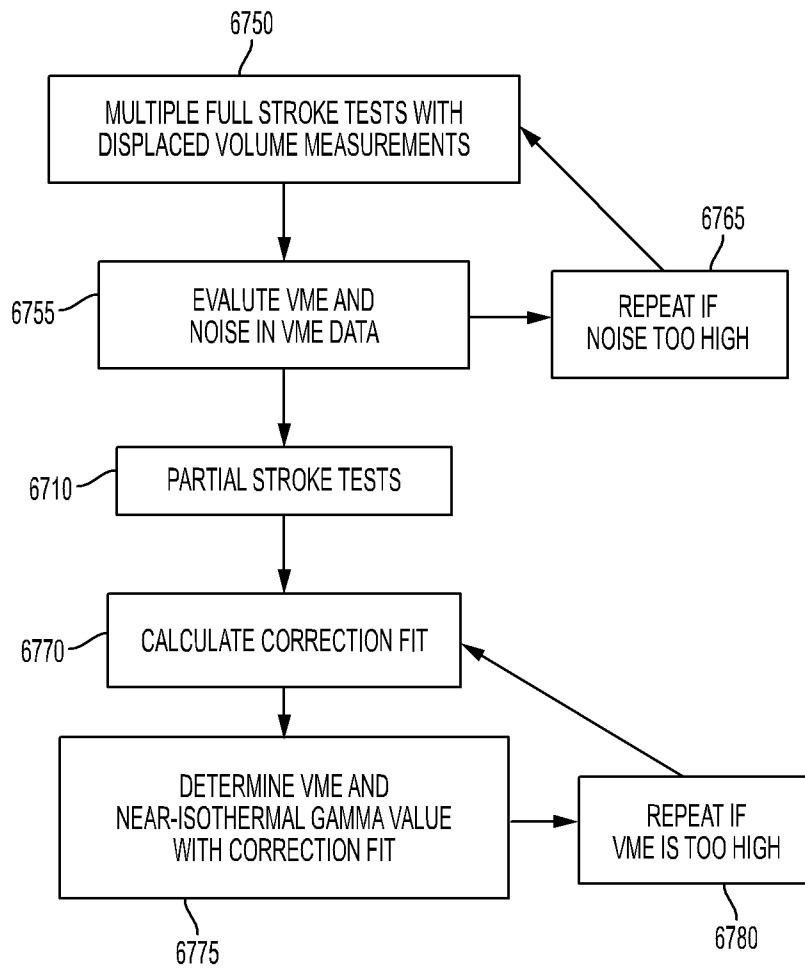 6750
MULTIPLE FULL STROKE TESTS WITH
DISPLACED VOLUME MEASUREMENTS
6765
6755
EVALUTE VME AND
NOISE IN VME DATA
REPEAT IF
NOISE TOO HIGH
6710
PARTIAL STROKE TESTS
6770
CALCULATE CORRECTION FIT
DETERMINE VME AND
NEAR-ISOTHERMAL GAMMA VALUE
WITH CORRECTION FIT
REPEAT IF
VME IS TOO HIGH
6775
6780